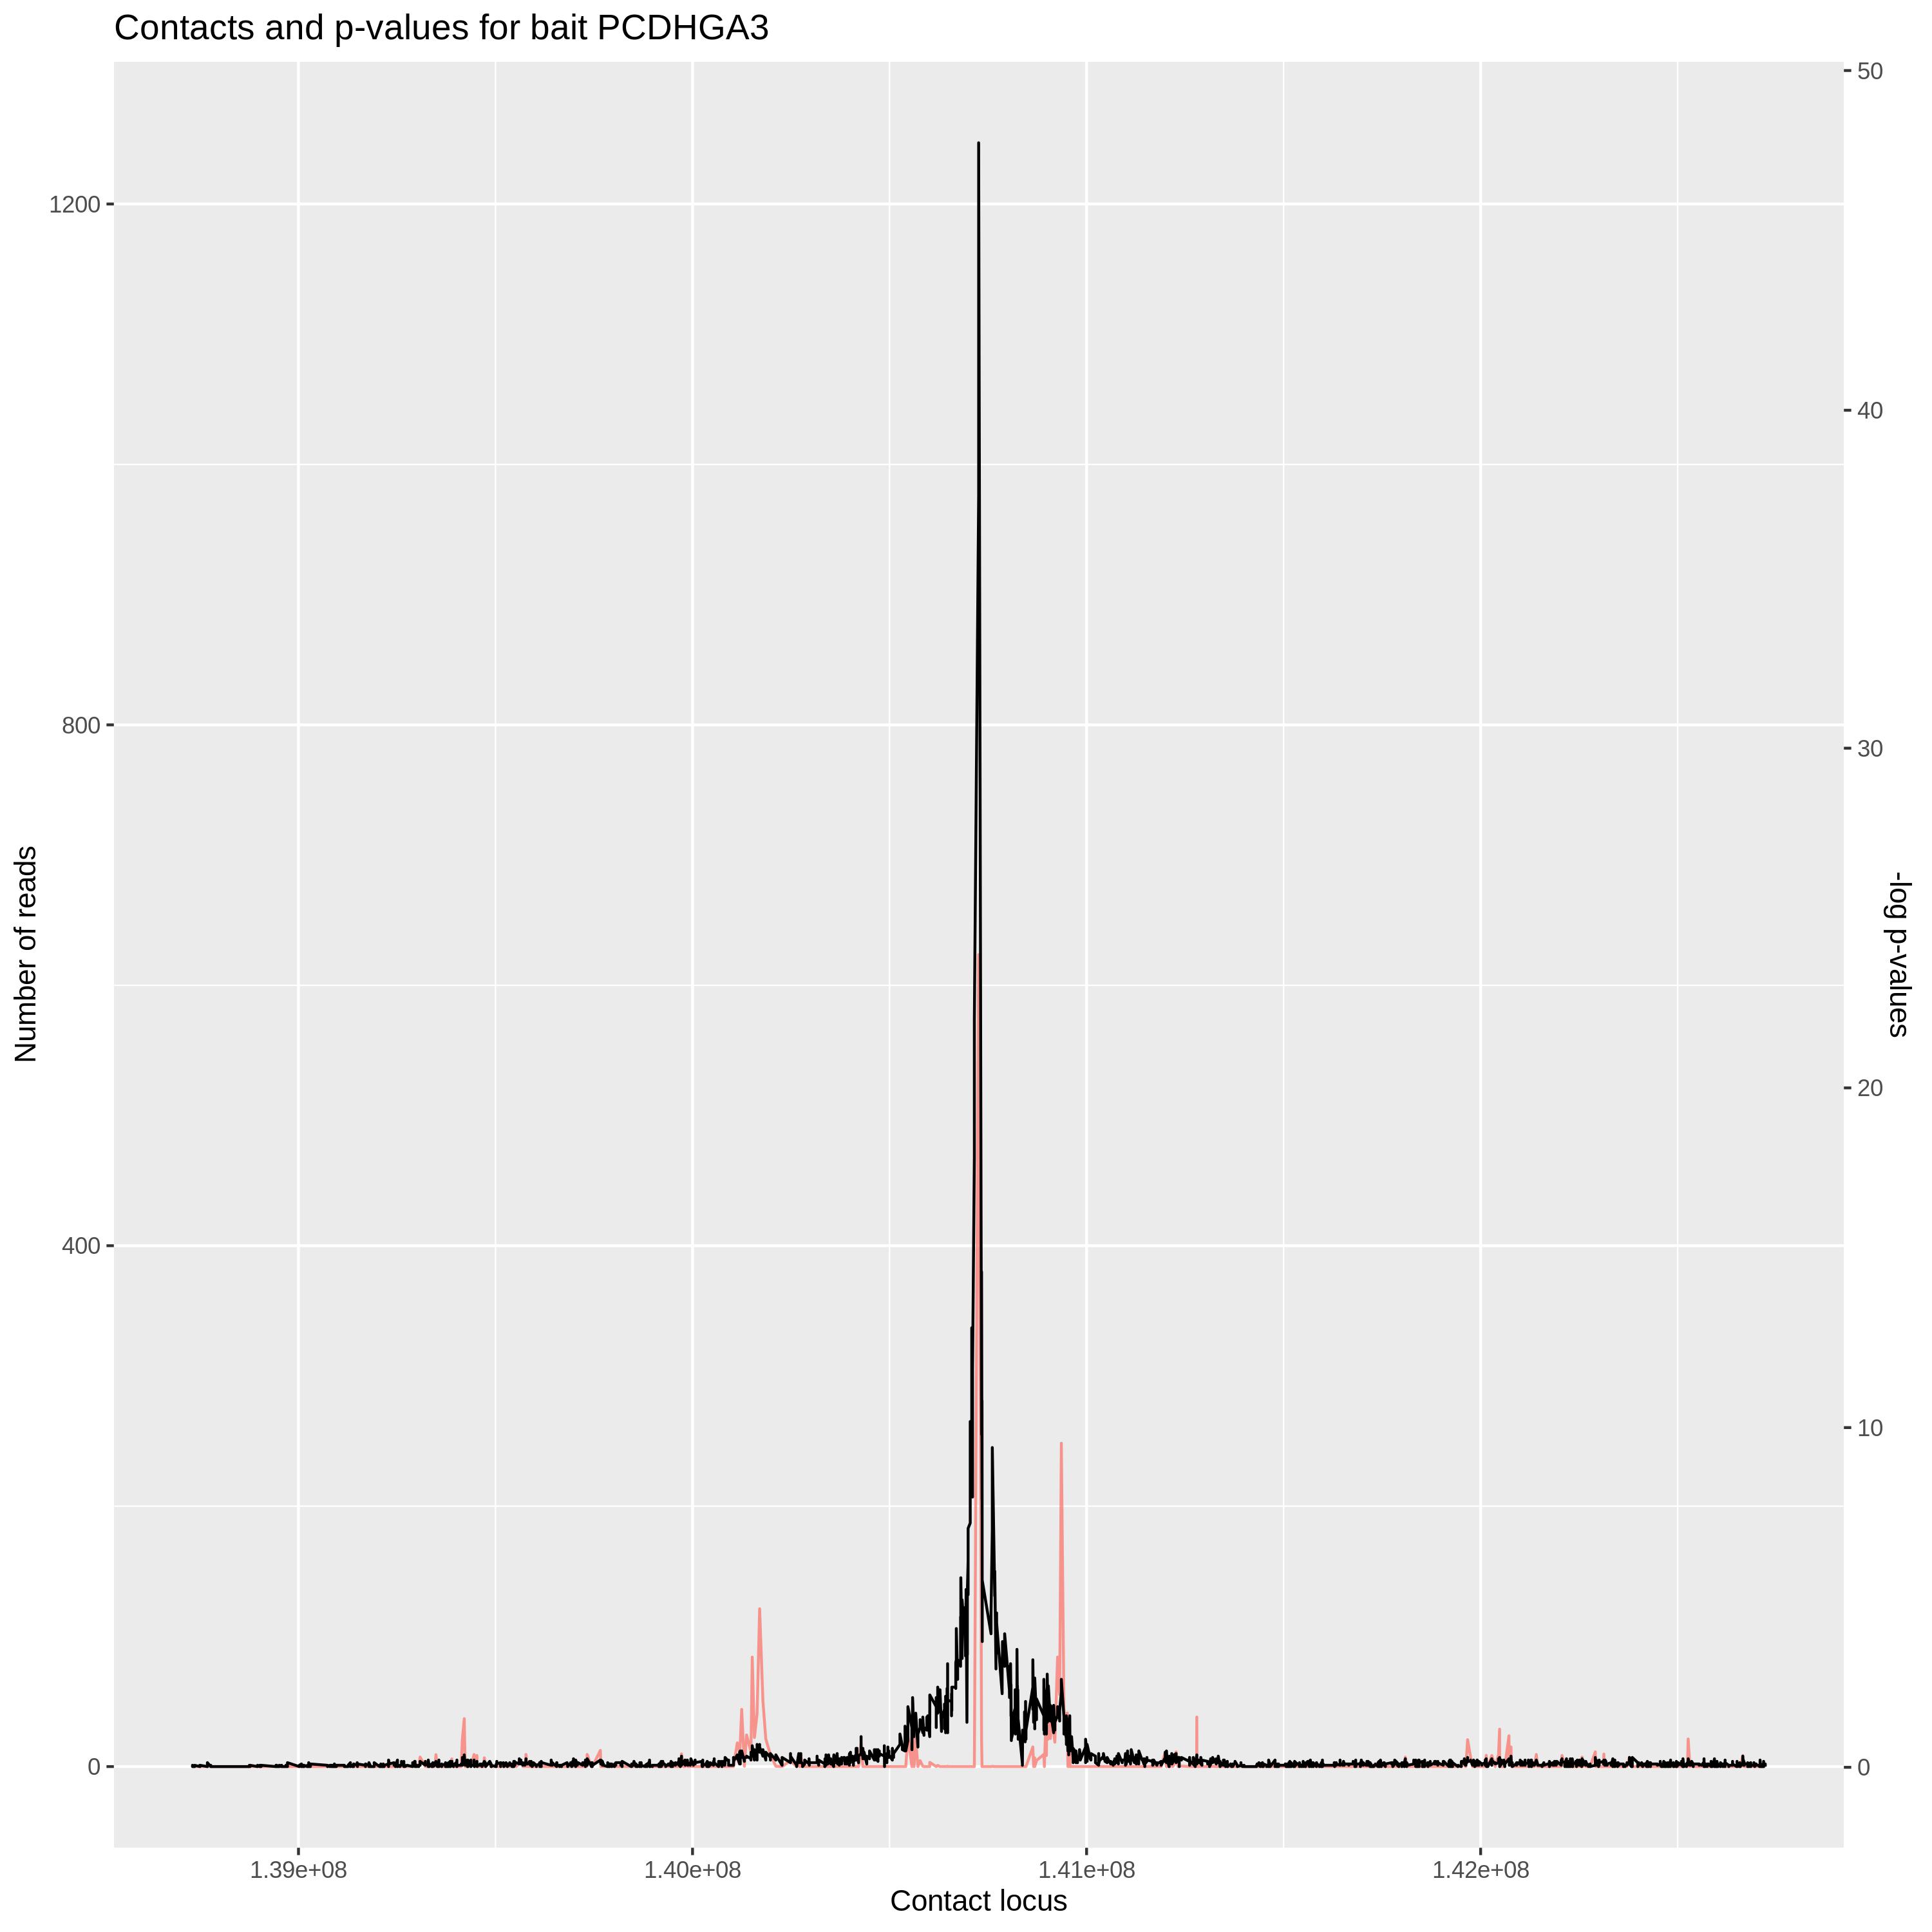 Contacts and p-values for bait PCDHGA3
50
1200
40
800
30
Number of reads
-log p-values
20
400
10
0
0
1.39e+08
1.40e+08
1.41e+08
1.42e+08
Contact locus